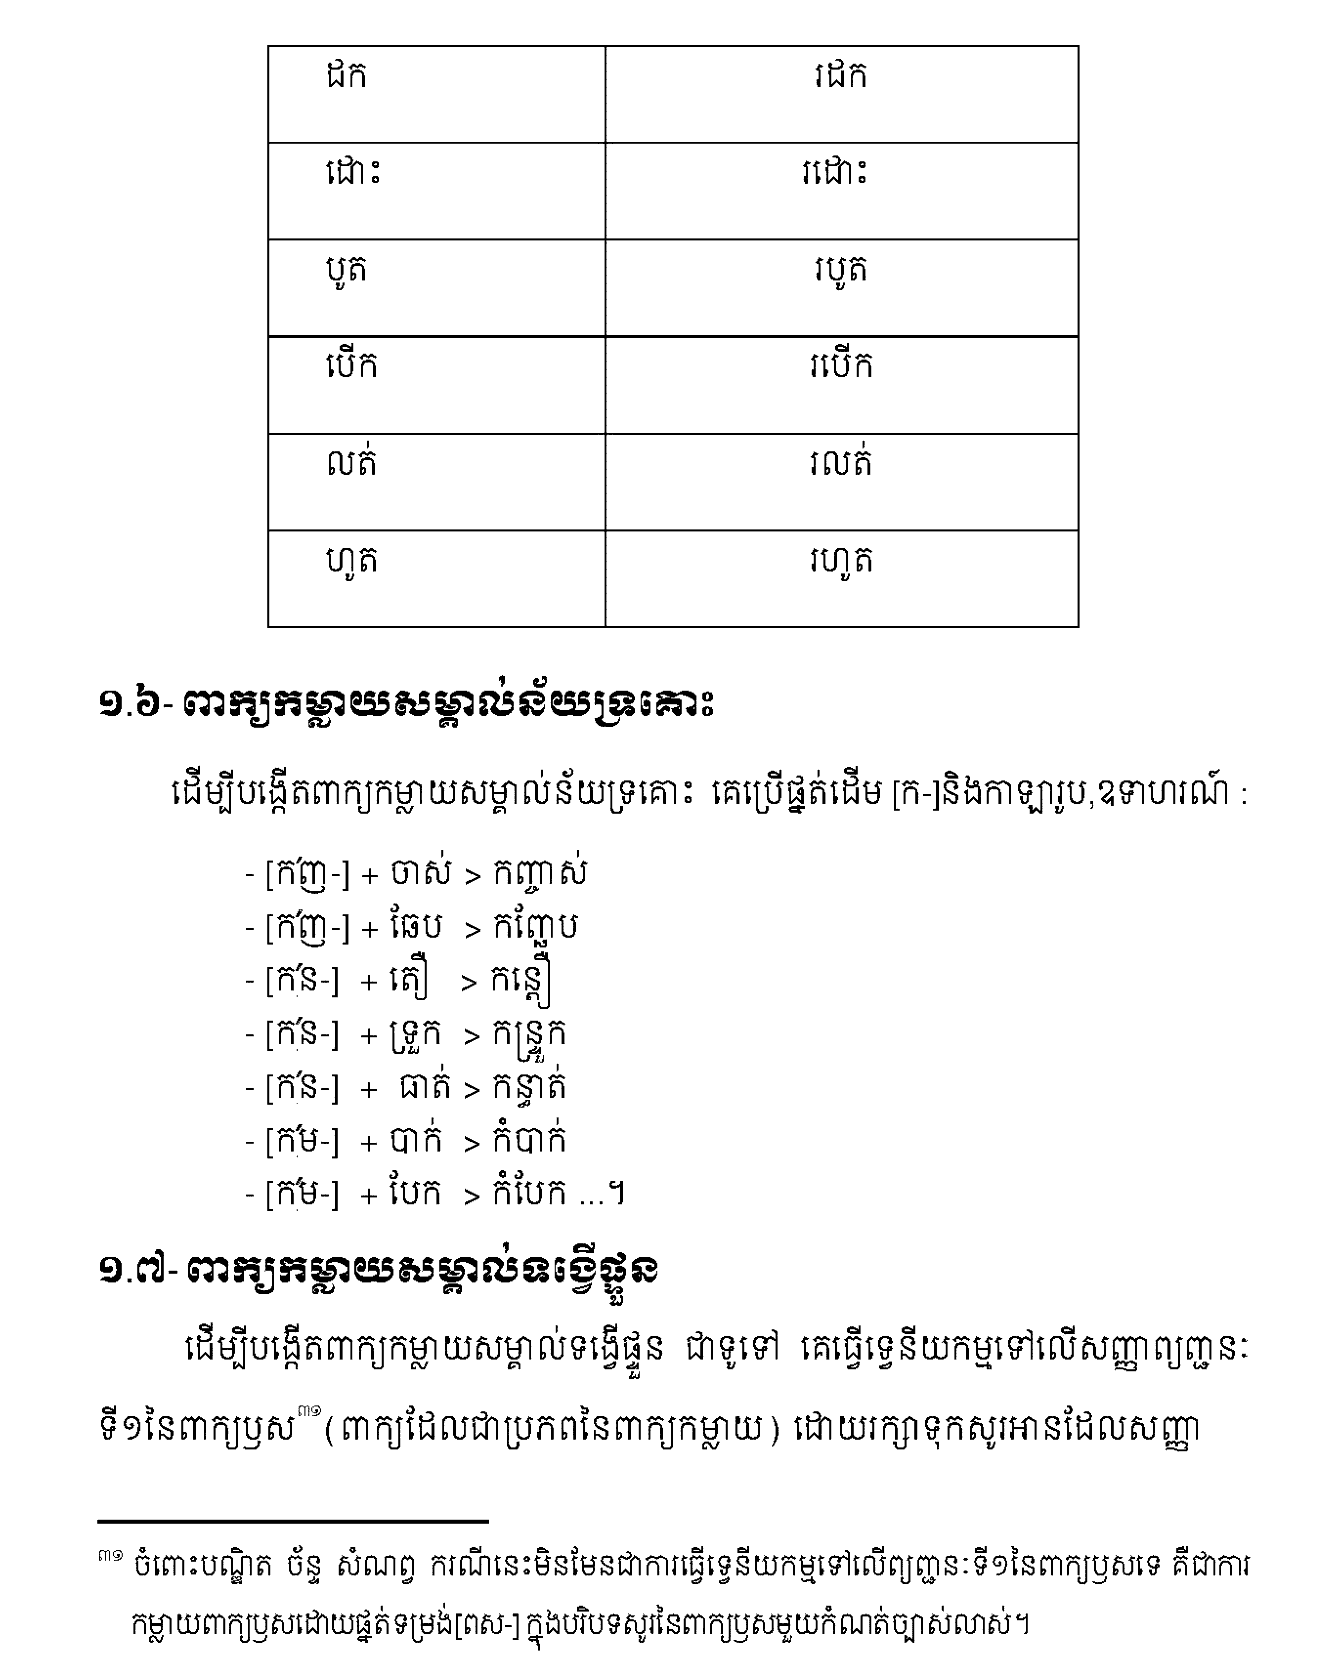 ដក រដក
ដោះ រដោះ
បូត របូត
បើក របើក
លត់ រលត់
ហូត រហូត
១.៦- ពាក្យកម្លាយសម្គាល់ន័យទ្រគោះ
ដើម្បីបង្កើតពាក្យកម្លាយសម្គាល់ន័យទ្រគោះ គេប្រើផ្នត់ដើម [ក-]និងកាឡារូប,ឧទាហរណ៍ :
- [ក៎ញ-] + ចាស់ > កញ្ចាស់
- [ក៎ញ-] + ឆែប > កញ្ឆែប
- [ក៎ន-] + តឿ > កន្តឿ
- [ក៎ន-] + ទ្រួក > កន្ទ្រួក
- [ក៎ន-] + ធាត់ > កន្ធាត់
- [ក៎ម-] + បាក់ > កំបាក់
- [ក៎ម-] + បែក > កំបែក ...។
១.៧- ពាក្យកម្លាយសម្គាល់ទង្វើផ្ទួន
ដើម្បីបង្កើតពាក្យកម្លាយសម្គាល់ទង្វើផ្ទួន ជាទូទៅ គេធ្វើទ្វេនីយកម្មទៅលើសញ្ញាព្យញ្ជនៈ
ទី១នៃពាក្យឫស៣១(ពាក្យដែលជាប្រភពនៃពាក្យកម្លាយ) ដោយរក្សាទុកសូរអានដែលសញ្ញា
៣១ ចំពោះបណ្ឌិត ច័ន្ទ សំណព្វ ករណីនេះមិនមែនជាការធ្វើទ្វេនីយកម្មទៅលើព្យញ្ជនៈទី១នៃពាក្យឫសទេ គឺជាការ
កម្លាយពាក្យឫសដោយផ្នត់ទម្រង់[ពស-] ក្នុងបរិបទសូរនៃពាក្យឫសមួយកំណត់ច្បាស់លាស់។